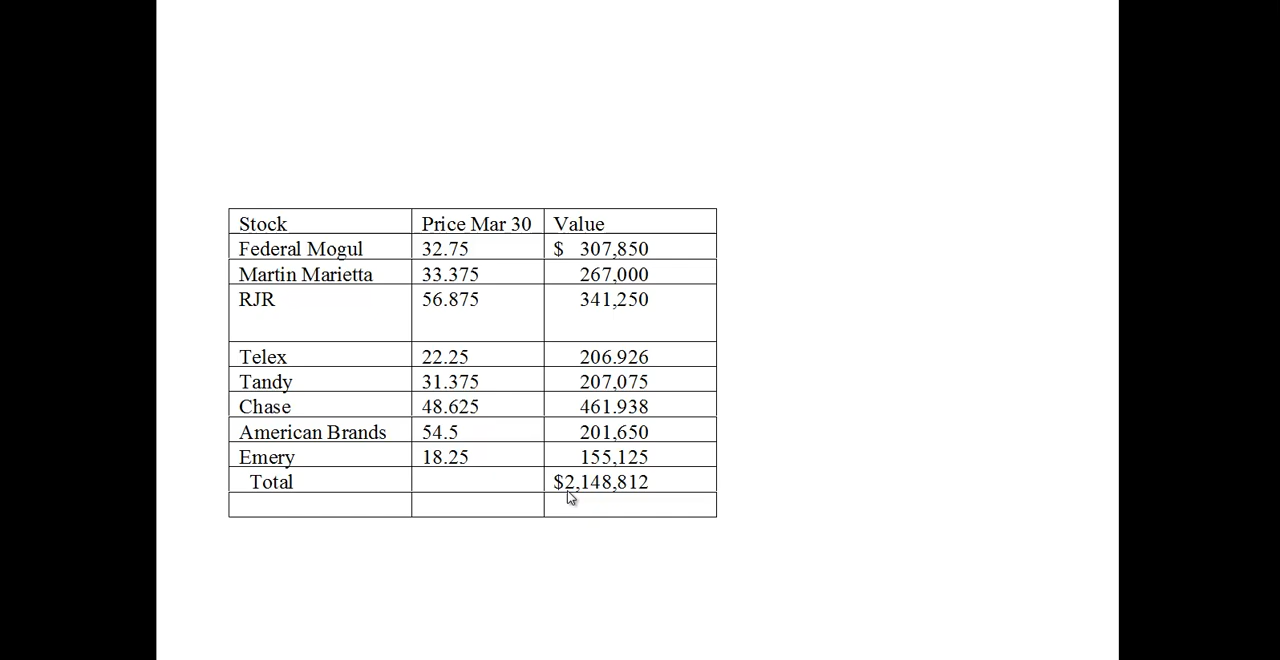 Stock Price Mar 30 Value
Federal Mogul 32.75 $ 307,850
Martin Marietta 33.375 267,000
RJR 56.875 341,250
Telex 22.25 206.926
Tandy 31.375 207,075
Chase 48.625 461.938
American Brands 54.5 201,650
Emery 18.25 155,125
Total $2,148,812